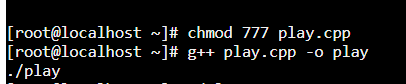 [root@localhost ~]# chmod 777 play.cpp
[root@localhost ~]# g++ play.cpp -o play
./play